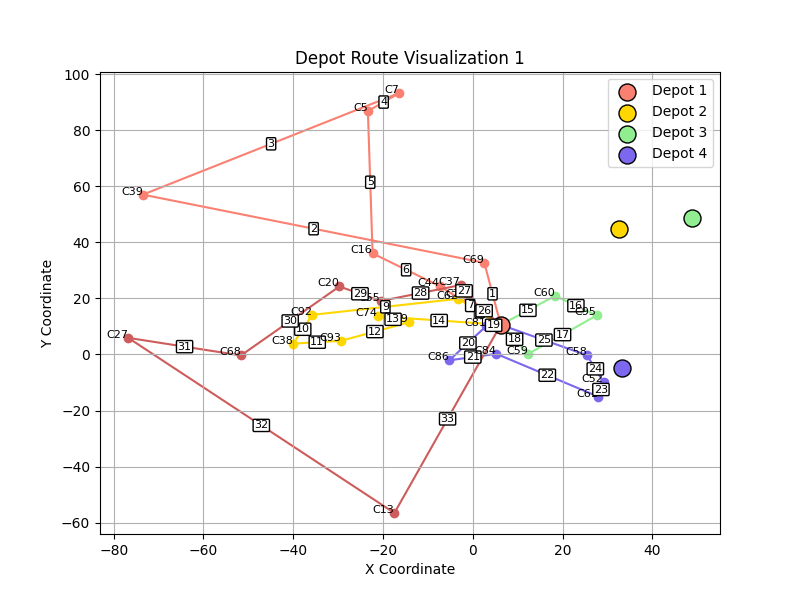 Depot Route Visualization 1
100
80
60
40
20
0
−20
−40
−60
Y Coordinate
−80
−60
−40
−20
0
20
40
X Coordinate
Depot 1
Depot 2
Depot 3
Depot 4
C7
C5
4
3
5
C39
2
C16
C69
6
C20
C44
C37
29
28
27
1
C60
9
7
16
C92
26
15
C95
30
C74
13
14
C81
19
10
12
17
C27
C38
11
C93
20
18
25
31
C68
C86
21
C84
C59
C58
24
22
C52
23
32
33
C13